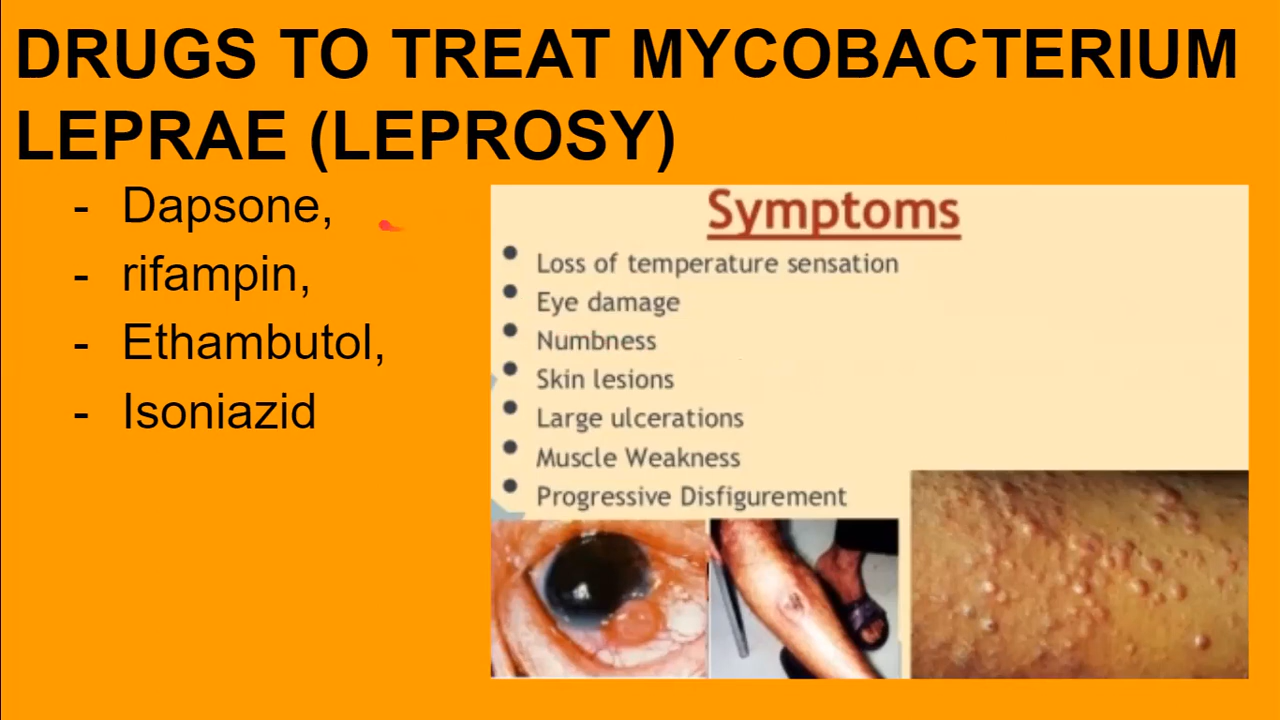 DRUGS TO TREAT MYCOBACTERIUM
LEPRAE (LEPROSY)
- Dapsone,
- rifampin,
- Ethambutol,
- Isoniazid
Symptoms
• Loss of temperature sensation
• Eye damage
• Numbness
• Skin lesions
• Large ulcerations
• Muscle Weakness
• Progressive Disfigurement